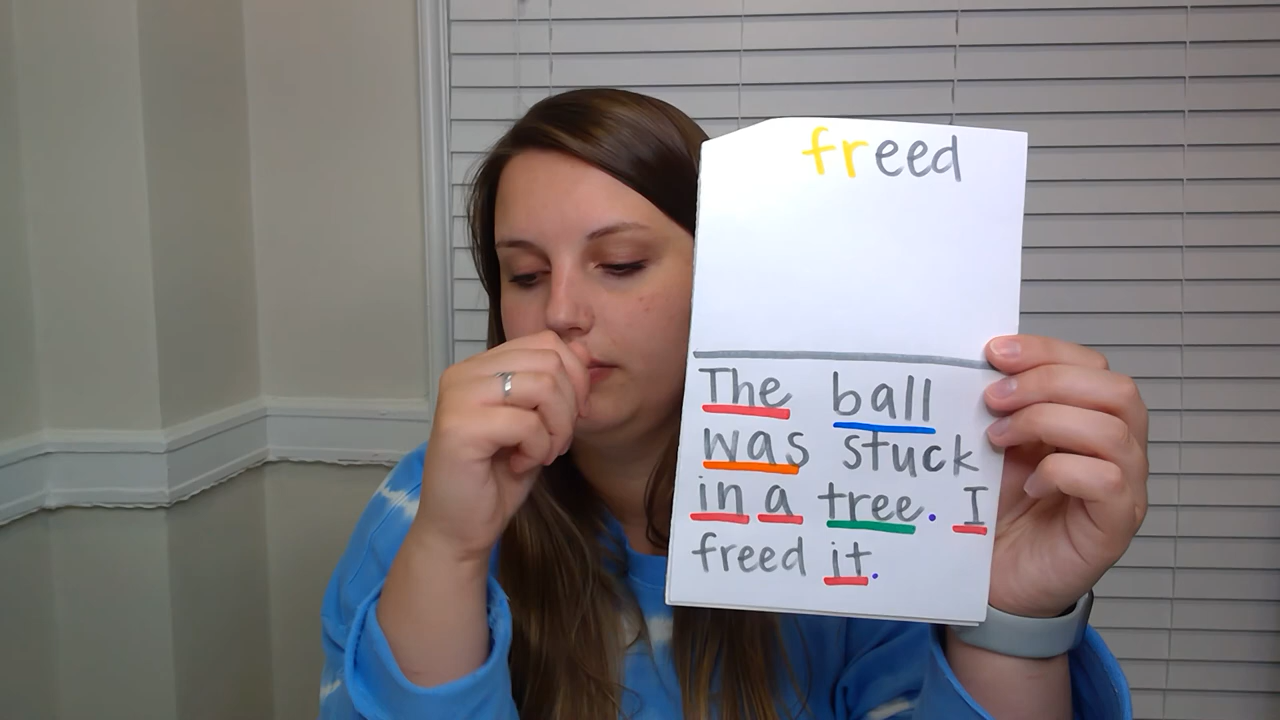 freed
The ball
was stuck
in a tree. I
freed it.